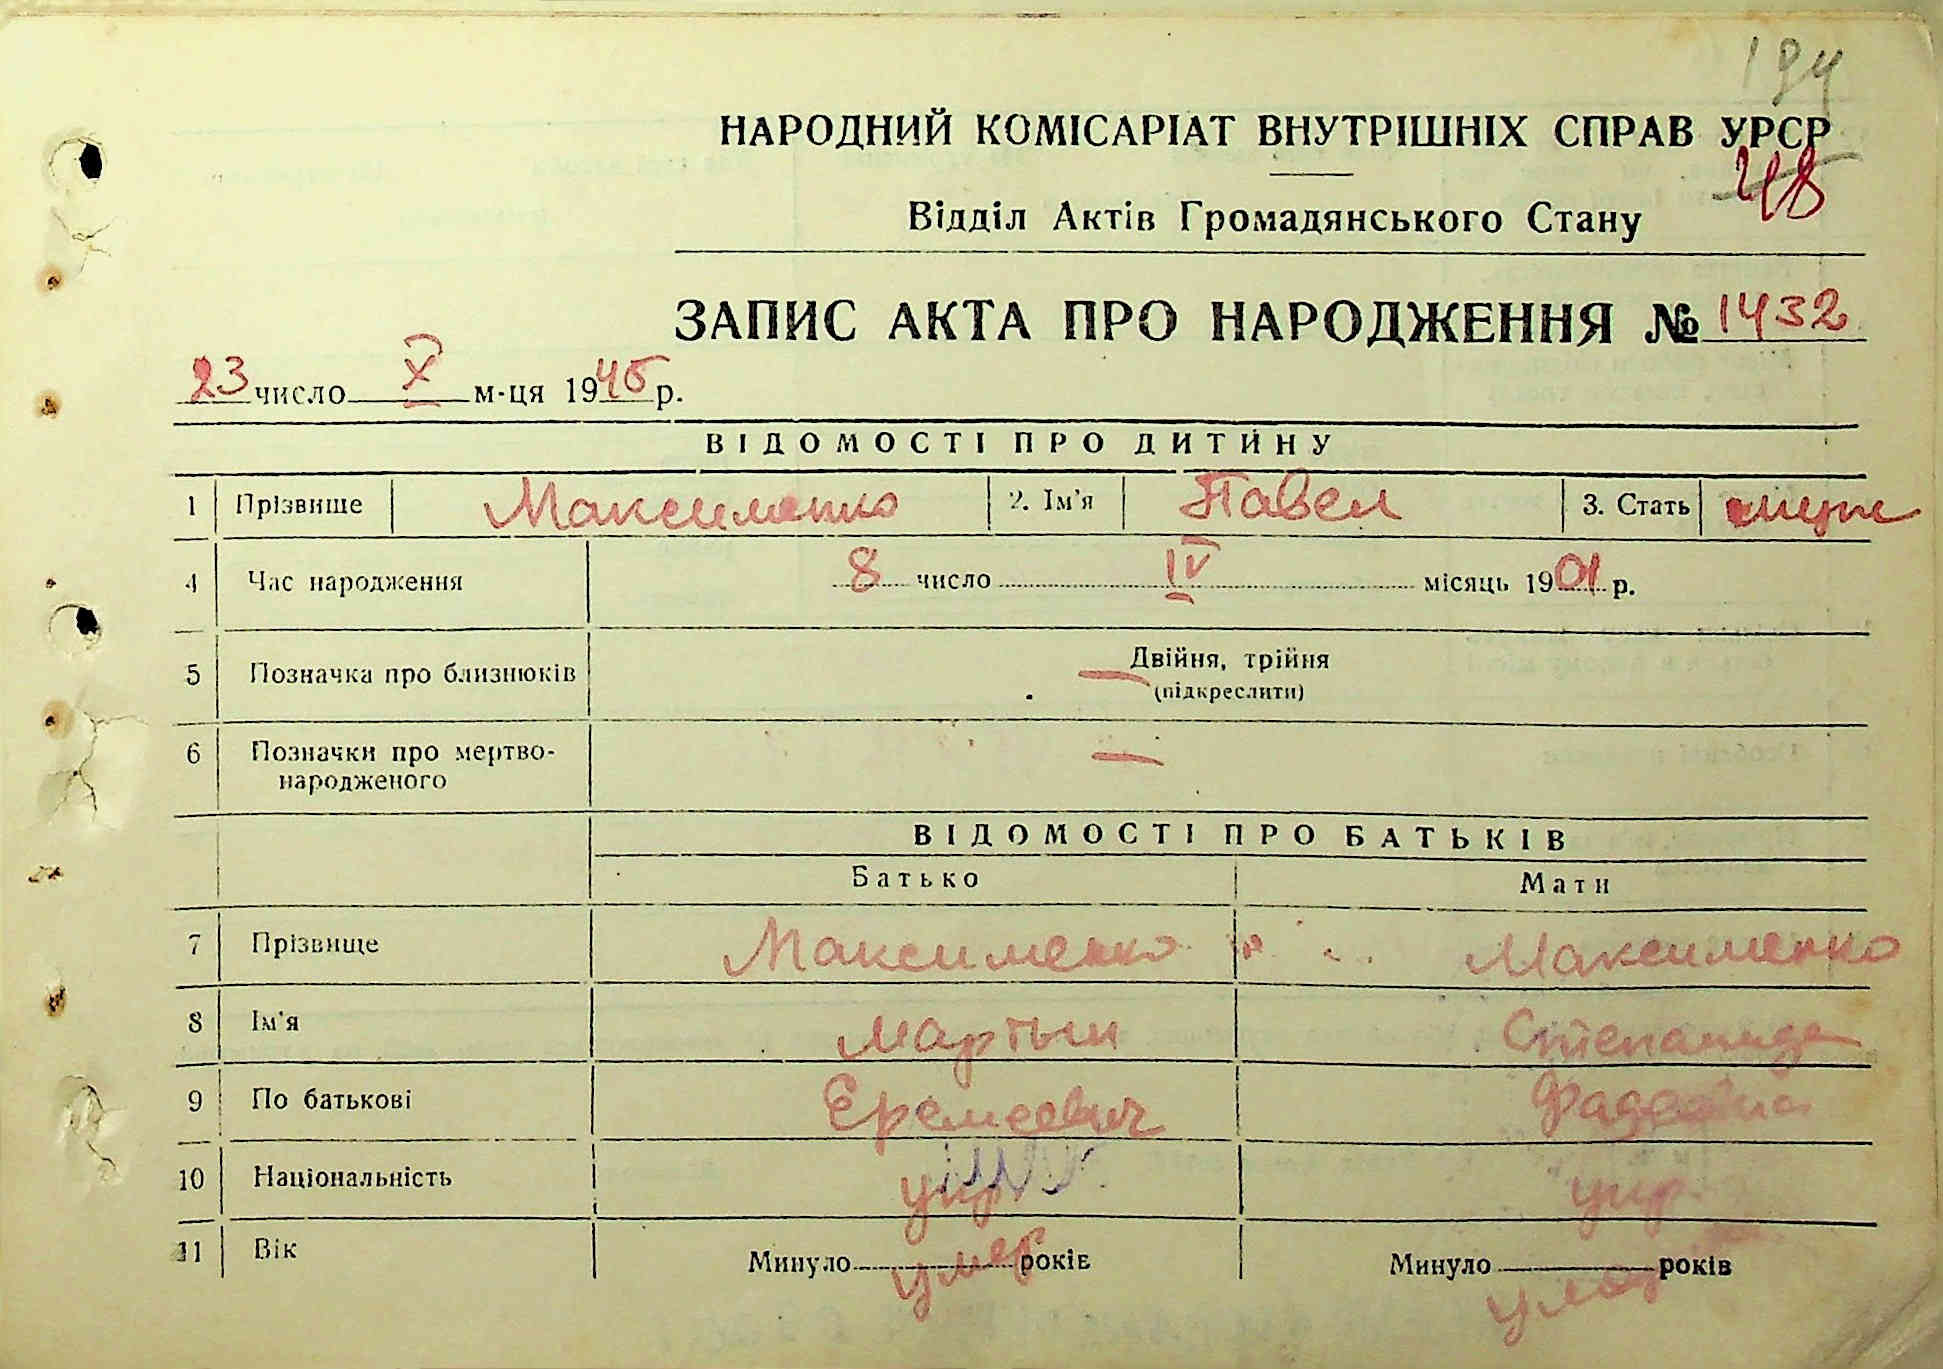 194
НАРОДНИЙ КОМІСАРІАТ ВНУТРІШНІХ СПРАВ УРСР
248
Відділ Актів Громадянського Стану
ЗАПИС АКТА ПРО НАРОДЖЕННЯ № 1432
23 число X м-ця 1945 р.
ВІДОМОСТІ ПРО ДИТИНУ
1 Прізвище Максименко 2. Ім'я Павел 3. Стать муж
4 Час народження 8 число IV місяць 1901 р.
5 Позначка про близнюків — Двійня, трійня
(підкреслити)
6 Позначки про мертво-
народженого —
ВІДОМОСТІ ПРО БАТЬКІВ
Батько Мати
7 Прізвище Максименко Максименко
8 Ім'я Мартын Степанида
9 По батькові Еремеевич
10 Національність укр укр
11 Вік Минуло умер років Минуло років